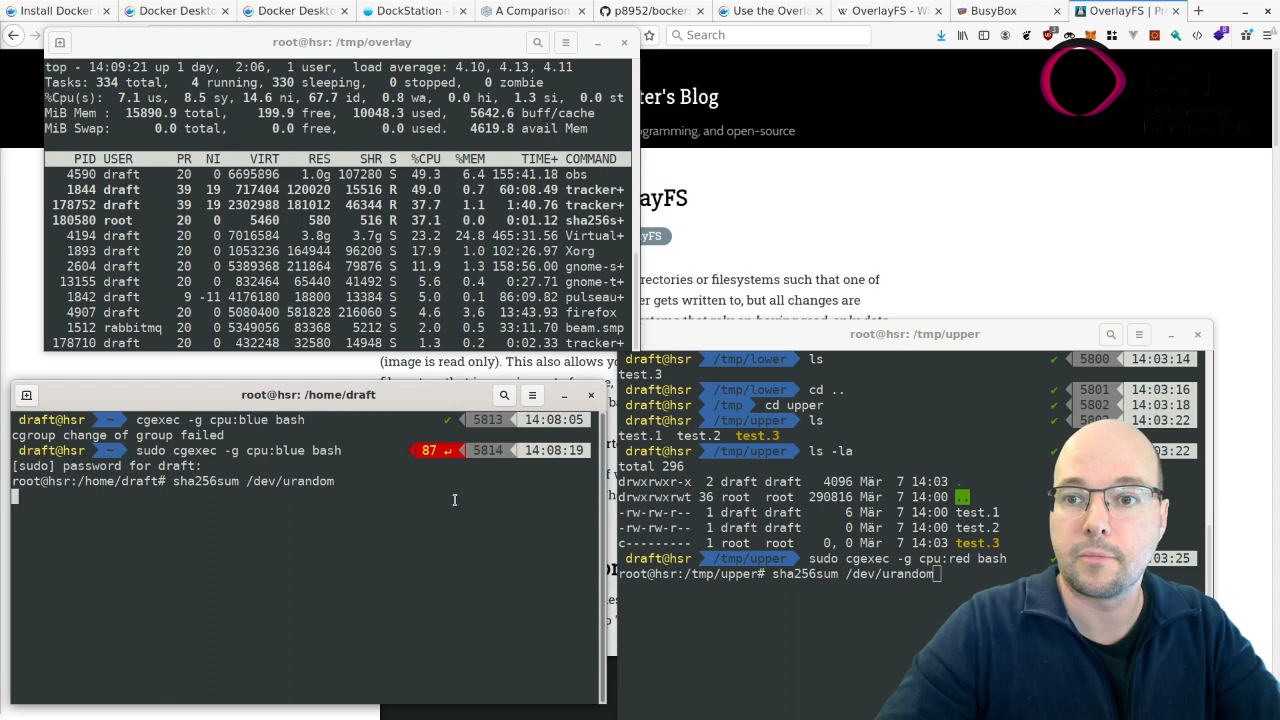 Install Docker
Docker Desktop
Docker Desktop
DockStation -
A Comparison
p8952/bocker:
Use the Overlay
OverlayFS - Wi
BusyBox
OverlayFS | Pr
Search
ter's Blog
ogramming, and open-source
ayFS
yFS
rectories or filesystems such that one of
er gets written to, but all changes are
(image is read only). This also allows yo
root@hsr: /tmp/overlay
top - 14:09:21 up 1 day, 2:06, 1 user, load average: 4.10, 4.13, 4.11
Tasks: 334 total, 4 running, 330 sleeping, 0 stopped, 0 zombie
%Cpu(s): 7.1 us, 8.5 sy, 14.6 ni, 67.7 id, 0.8 wa, 0.0 hi, 1.3 si, 0.0 st
MiB Mem : 15890.9 total, 199.9 free, 10048.3 used, 5642.6 buff/cache
MiB Swap: 0.0 total, 0.0 free, 0.0 used. 4619.8 avail Mem
PID USER PR NI VIRT RES SHR S %CPU %MEM TIME+ COMMAND
4590 draft 20 0 6695896 1.0g 107280 S 49.3 6.4 155:41.18 obs
1844 draft 39 19 717404 120020 15516 R 49.0 0.7 60:08.49 tracker+
178752 draft 39 19 2302988 181012 46344 R 37.7 1.1 1:40.76 tracker+
180580 root 20 0 5460 580 516 R 37.1 0.0 0:01.12 sha256s+
4194 draft 20 0 7016584 3.8g 3.7g S 23.2 24.8 465:31.56 Virtual+
1893 draft 20 0 1053236 164944 96200 S 17.9 1.0 102:26.97 Xorg
2604 draft 20 0 5389368 211864 79876 S 11.9 1.3 158:56.00 gnome-s+
13155 draft 20 0 832464 65440 41492 S 5.6 0.4 0:27.71 gnome-t+
1842 draft 9 -11 4176180 18800 13384 S 5.0 0.1 86:09.82 pulseau+
4907 draft 20 0 5080400 581828 216060 S 4.6 3.6 13:43.93 firefox
1512 rabbitmq 20 0 5349056 83368 5212 S 2.0 0.5 33:11.70 beam.smp
178710 draft 20 0 432248 32580 14948 S 1.3 0.2 0:02.33 tracker+
root@hsr: /home/draft
draft@hsr ~ cgexec -g cpu:blue bash ✔ 5813 14:08:05
cgroup change of group failed
draft@hsr ~ sudo cgexec -g cpu:blue bash 87 ↵ 5814 14:08:19
[sudo] password for draft:
root@hsr:/home/draft# sha256sum /dev/urandom
root@hsr: /tmp/upper
draft@hsr /tmp/lower ls ✔ 5800 14:03:14
test.3
draft@hsr /tmp/lower cd .. ✔ 5801 14:03:16
draft@hsr /tmp cd upper ✔ 5802 14:03:18
draft@hsr /tmp/upper ls ✔ 14:03:22
test.1 test.2 test.3
draft@hsr /tmp/upper ls -la :03:22
total 296
drwxrwxr-x 2 draft draft 4096 Mär 7 14:03 .
drwxrwxrwt 36 root root 290816 Mär 7 14:00 ..
-rw-rw-r-- 1 draft draft 6 Mär 7 14:03 test.1
-rw-rw-r-- 1 draft draft 0 Mär 7 14:03 test.2
c--------- 1 root root 0, 0 Mär 7 14:03 test.3
draft@hsr /tmp/upper sudo cgexec -g cpu:red bash :03:25
root@hsr:/tmp/upper# sha256sum /dev/urandom